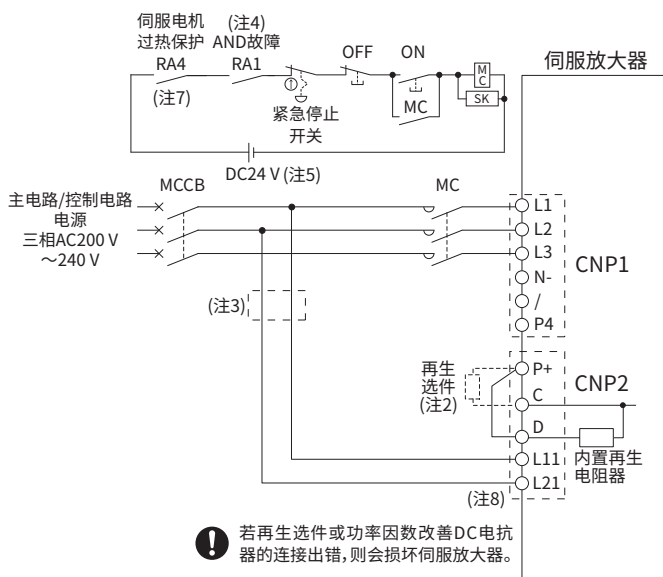 伺服电机
过热保护
RA4
(注7)
(注4)
AND故障
RA1
紧急停止
开关
OFF
ON
MC
M
C
SK
伺服放大器
DC24 V (注5)
主电路/控制电路
电源
三相AC200 V
～240 V
MCCB
MC
L1
L2
L3
N-
/
P4
CNP1
(注3)
再生
选件
(注2)
P+
C
D
L11
L21
CNP2
内置再生
电阻器
(注8)
若再生选件或功率因数改善DC电抗
器的连接出错,则会损坏伺服放大器。